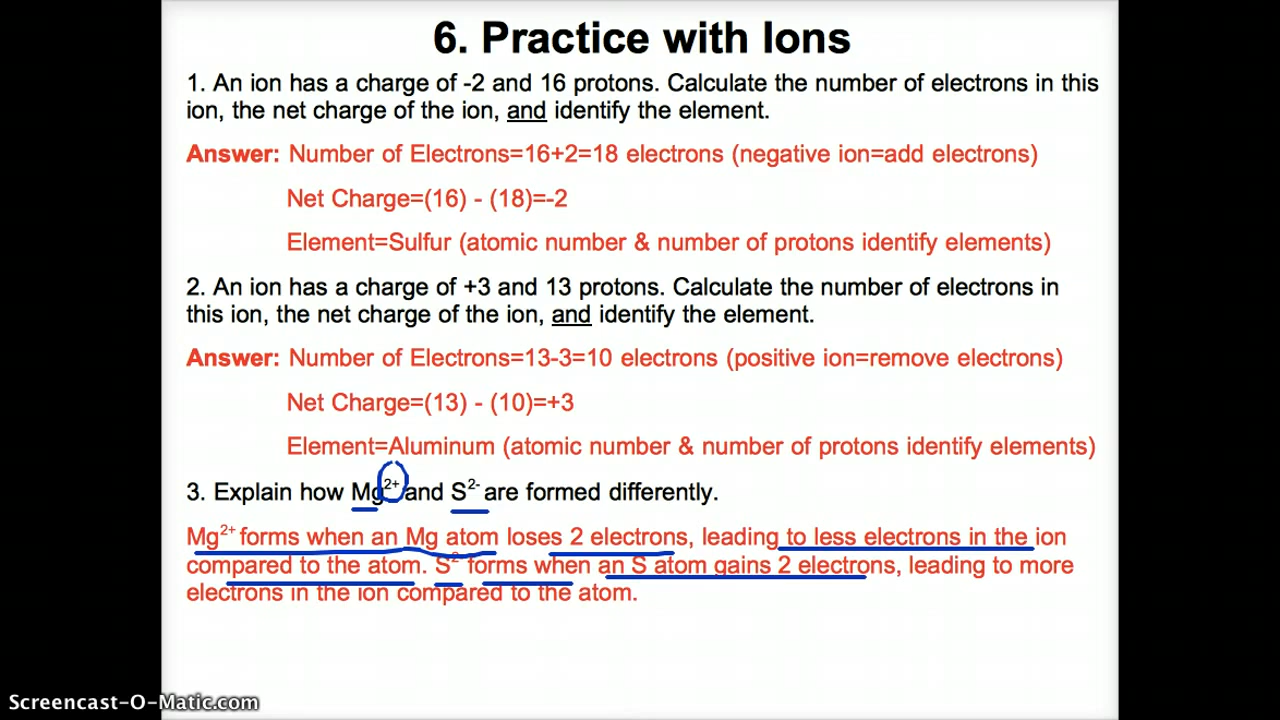 6. Practice with Ions
1. An ion has a charge of -2 and 16 protons. Calculate the number of electrons in this
ion, the net charge of the ion, and identify the element.
Answer: Number of Electrons=16+2=18 electrons (negative ion=add electrons)
Net Charge=(16) - (18)=-2
Element=Sulfur (atomic number & number of protons identify elements)
2. An ion has a charge of +3 and 13 protons. Calculate the number of electrons in
this ion, the net charge of the ion, and identify the element.
Answer: Number of Electrons=13-3=10 electrons (positive ion=remove electrons)
Net Charge=(13) - (10)=+3
Element=Aluminum (atomic number & number of protons identify elements)
3. Explain how Mg²⁺ and S²⁻ are formed differently.
Mg²⁺ forms when an Mg atom loses 2 electrons, leading to less electrons in the ion
compared to the atom. S²⁻ forms when an S atom gains 2 electrons, leading to more
electrons in the ion compared to the atom.
Screencast-O-Matic.com